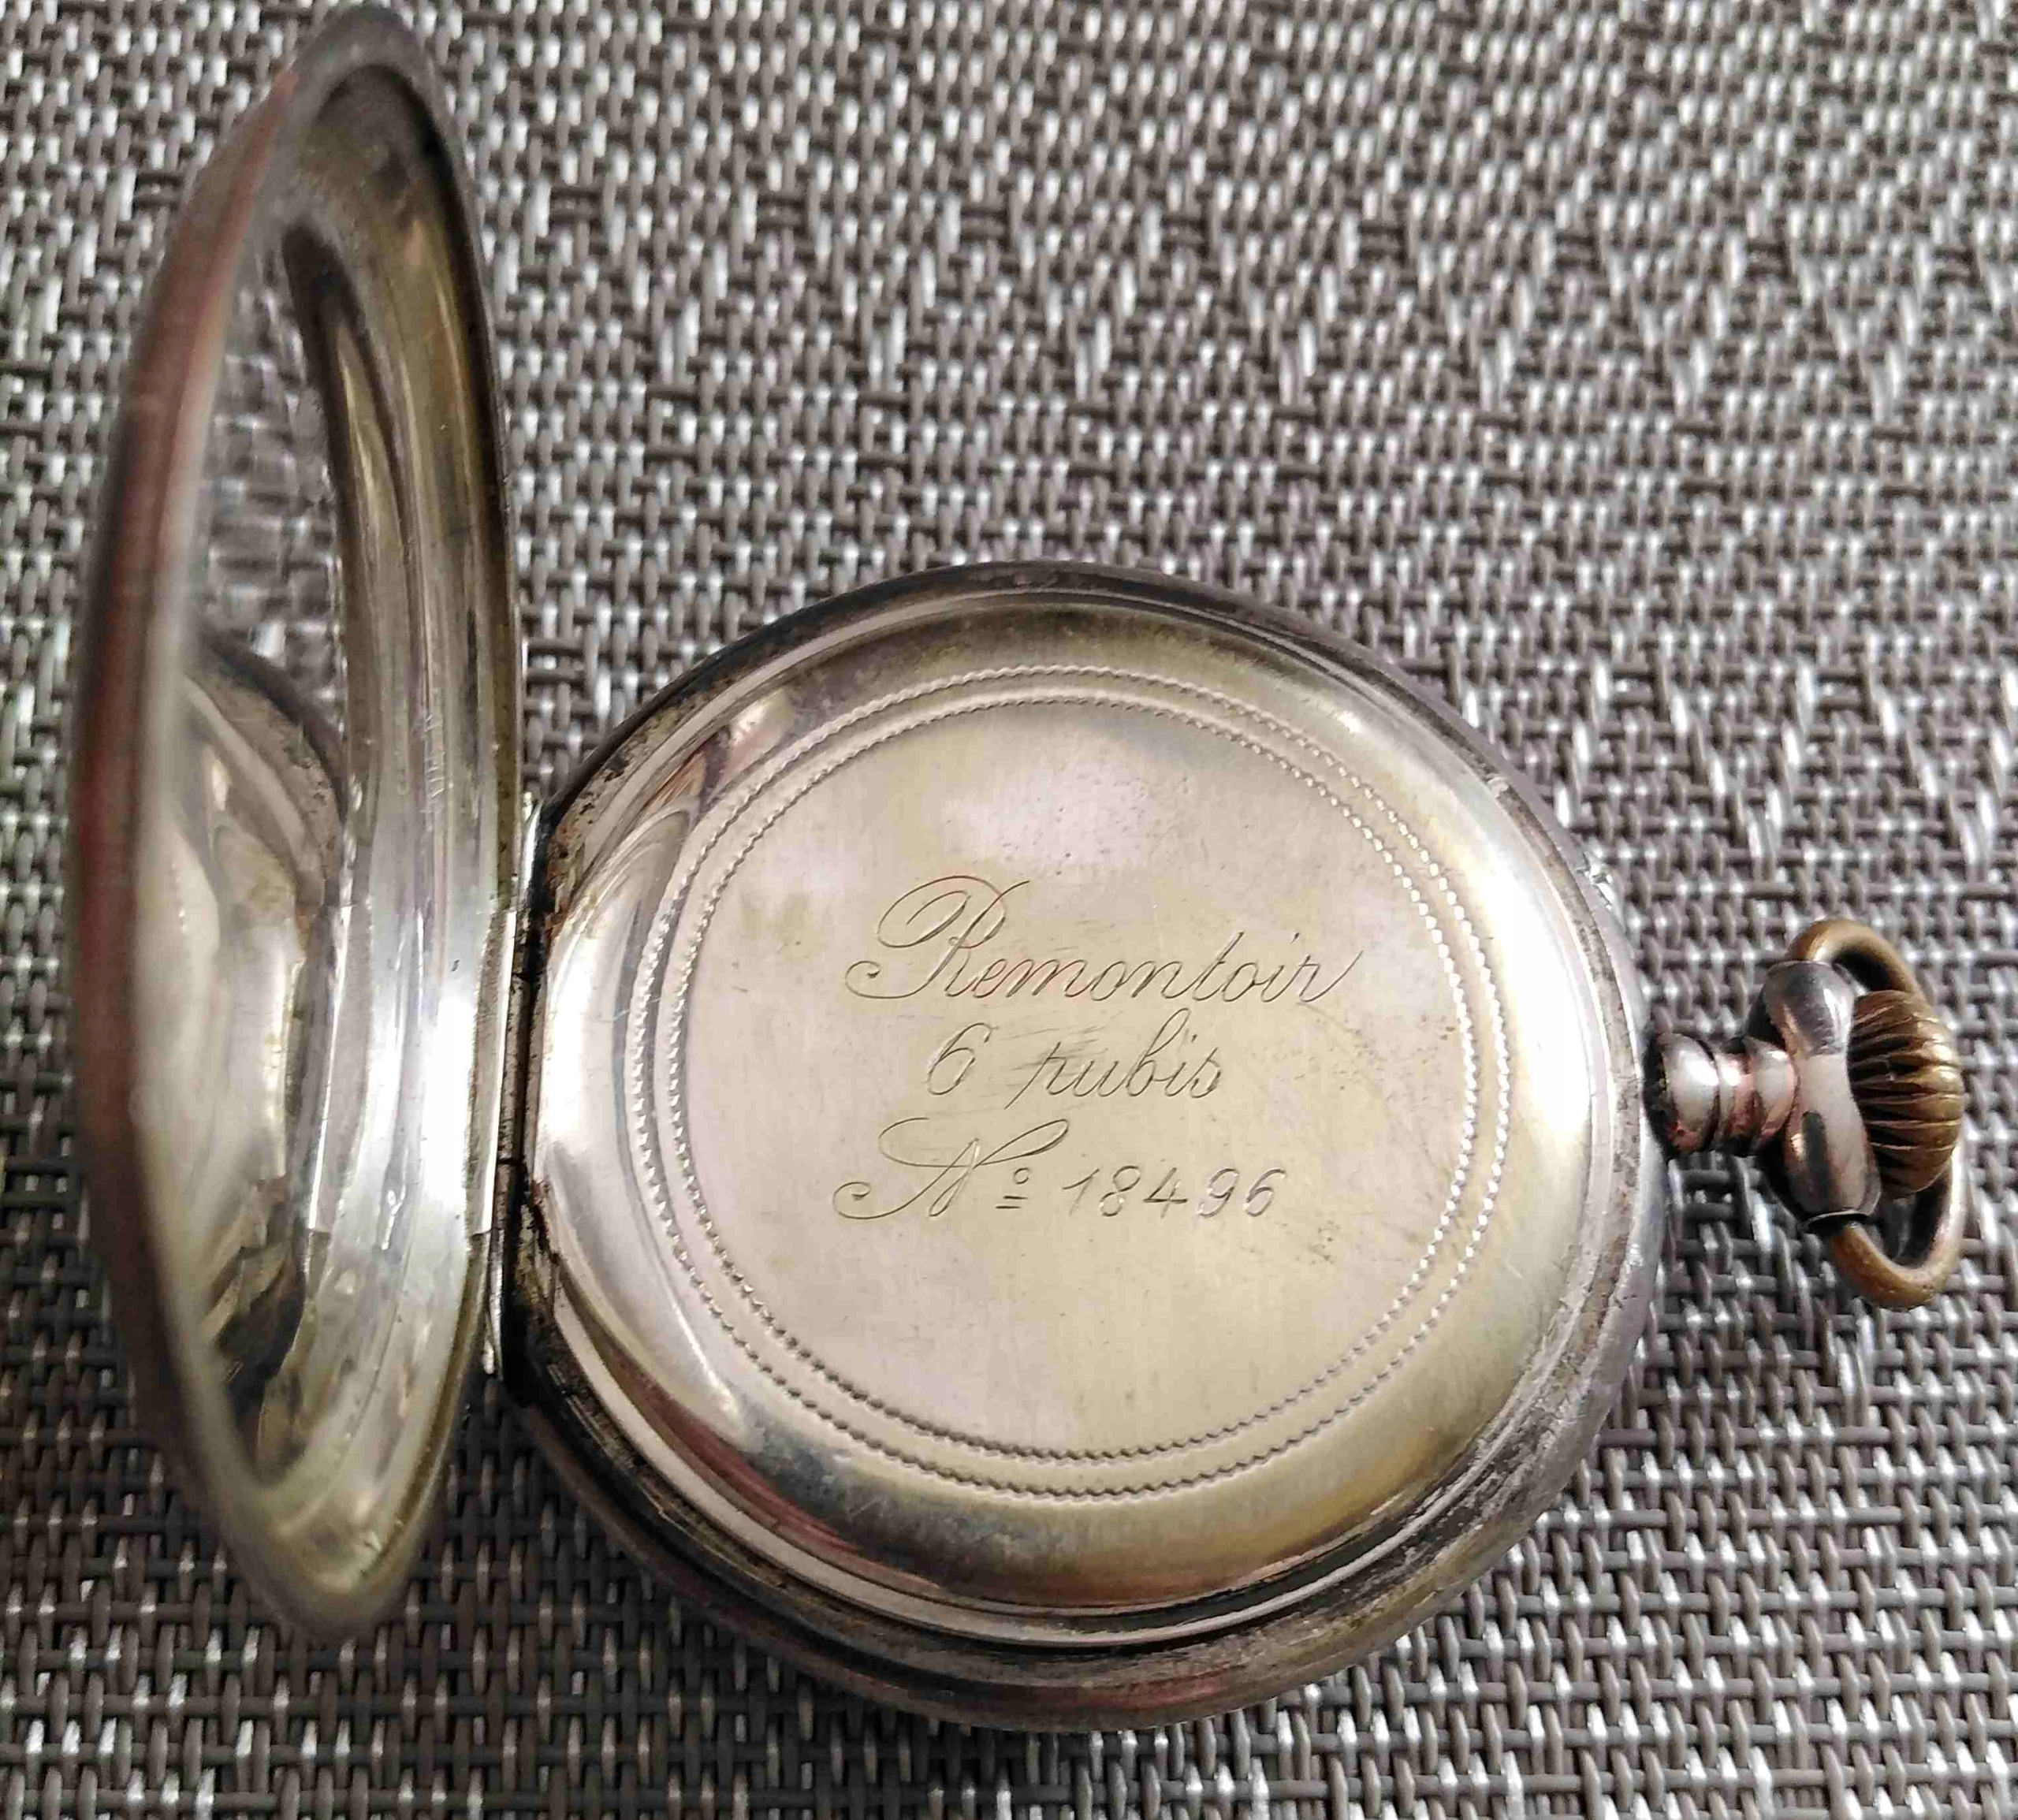 Remontoir
6 rubis
Nº 18496